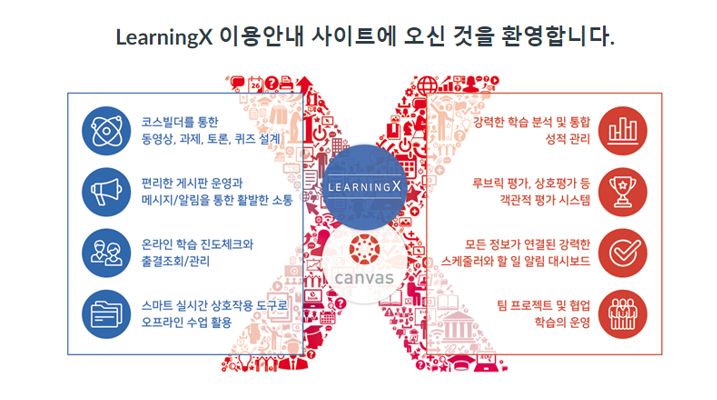 LearningX 이용안내 사이트에 오신 것을 환영합니다.
코스빌더를 통한
동영상, 과제, 토론, 퀴즈 설계
편리한 게시판 운영과
메시지/알림을 통한 활발한 소통
온라인 학습 진도체크와
출결조회/관리
스마트 실시간 상호작용 도구로
오프라인 수업 활용
LEARNINGX
canvas
강력한 학습 분석 및 통합
성적 관리
루브릭 평가, 상호평가 등
객관적 평가 시스템
모든 정보가 연결된 강력한
스케줄러와 할 일 알림 대시보드
팀 프로젝트 및 협업
학습의 운영